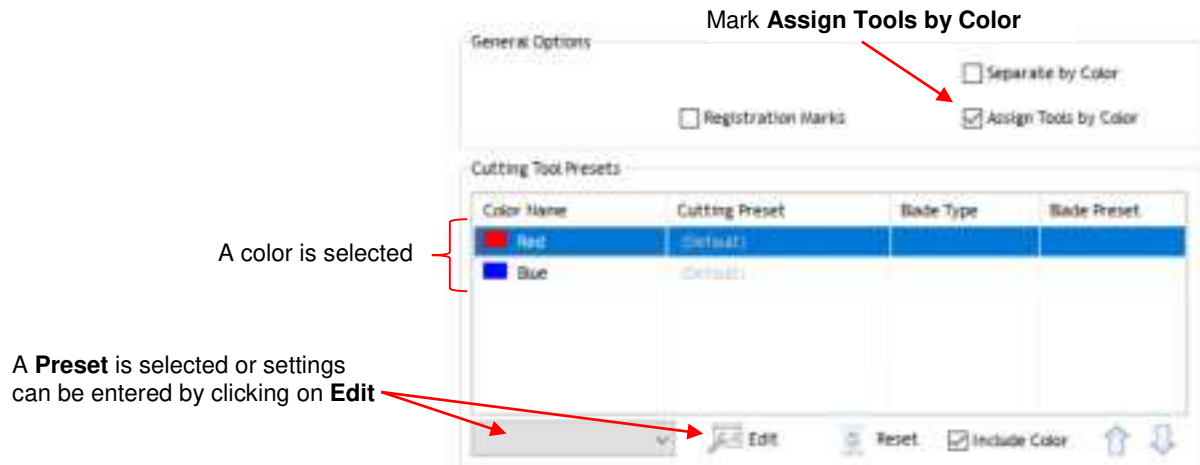 Mark Assign Tools by Color
General Options
Separate by Color
Registration Marks
Assign Tools by Color
Cutting Tool Presets
Color Name Cutting Preset Blade Type Blade Preset
A color is selected
Red (Default)
Blue (Default)
A Preset is selected or settings
can be entered by clicking on Edit
Edit Reset Include Color